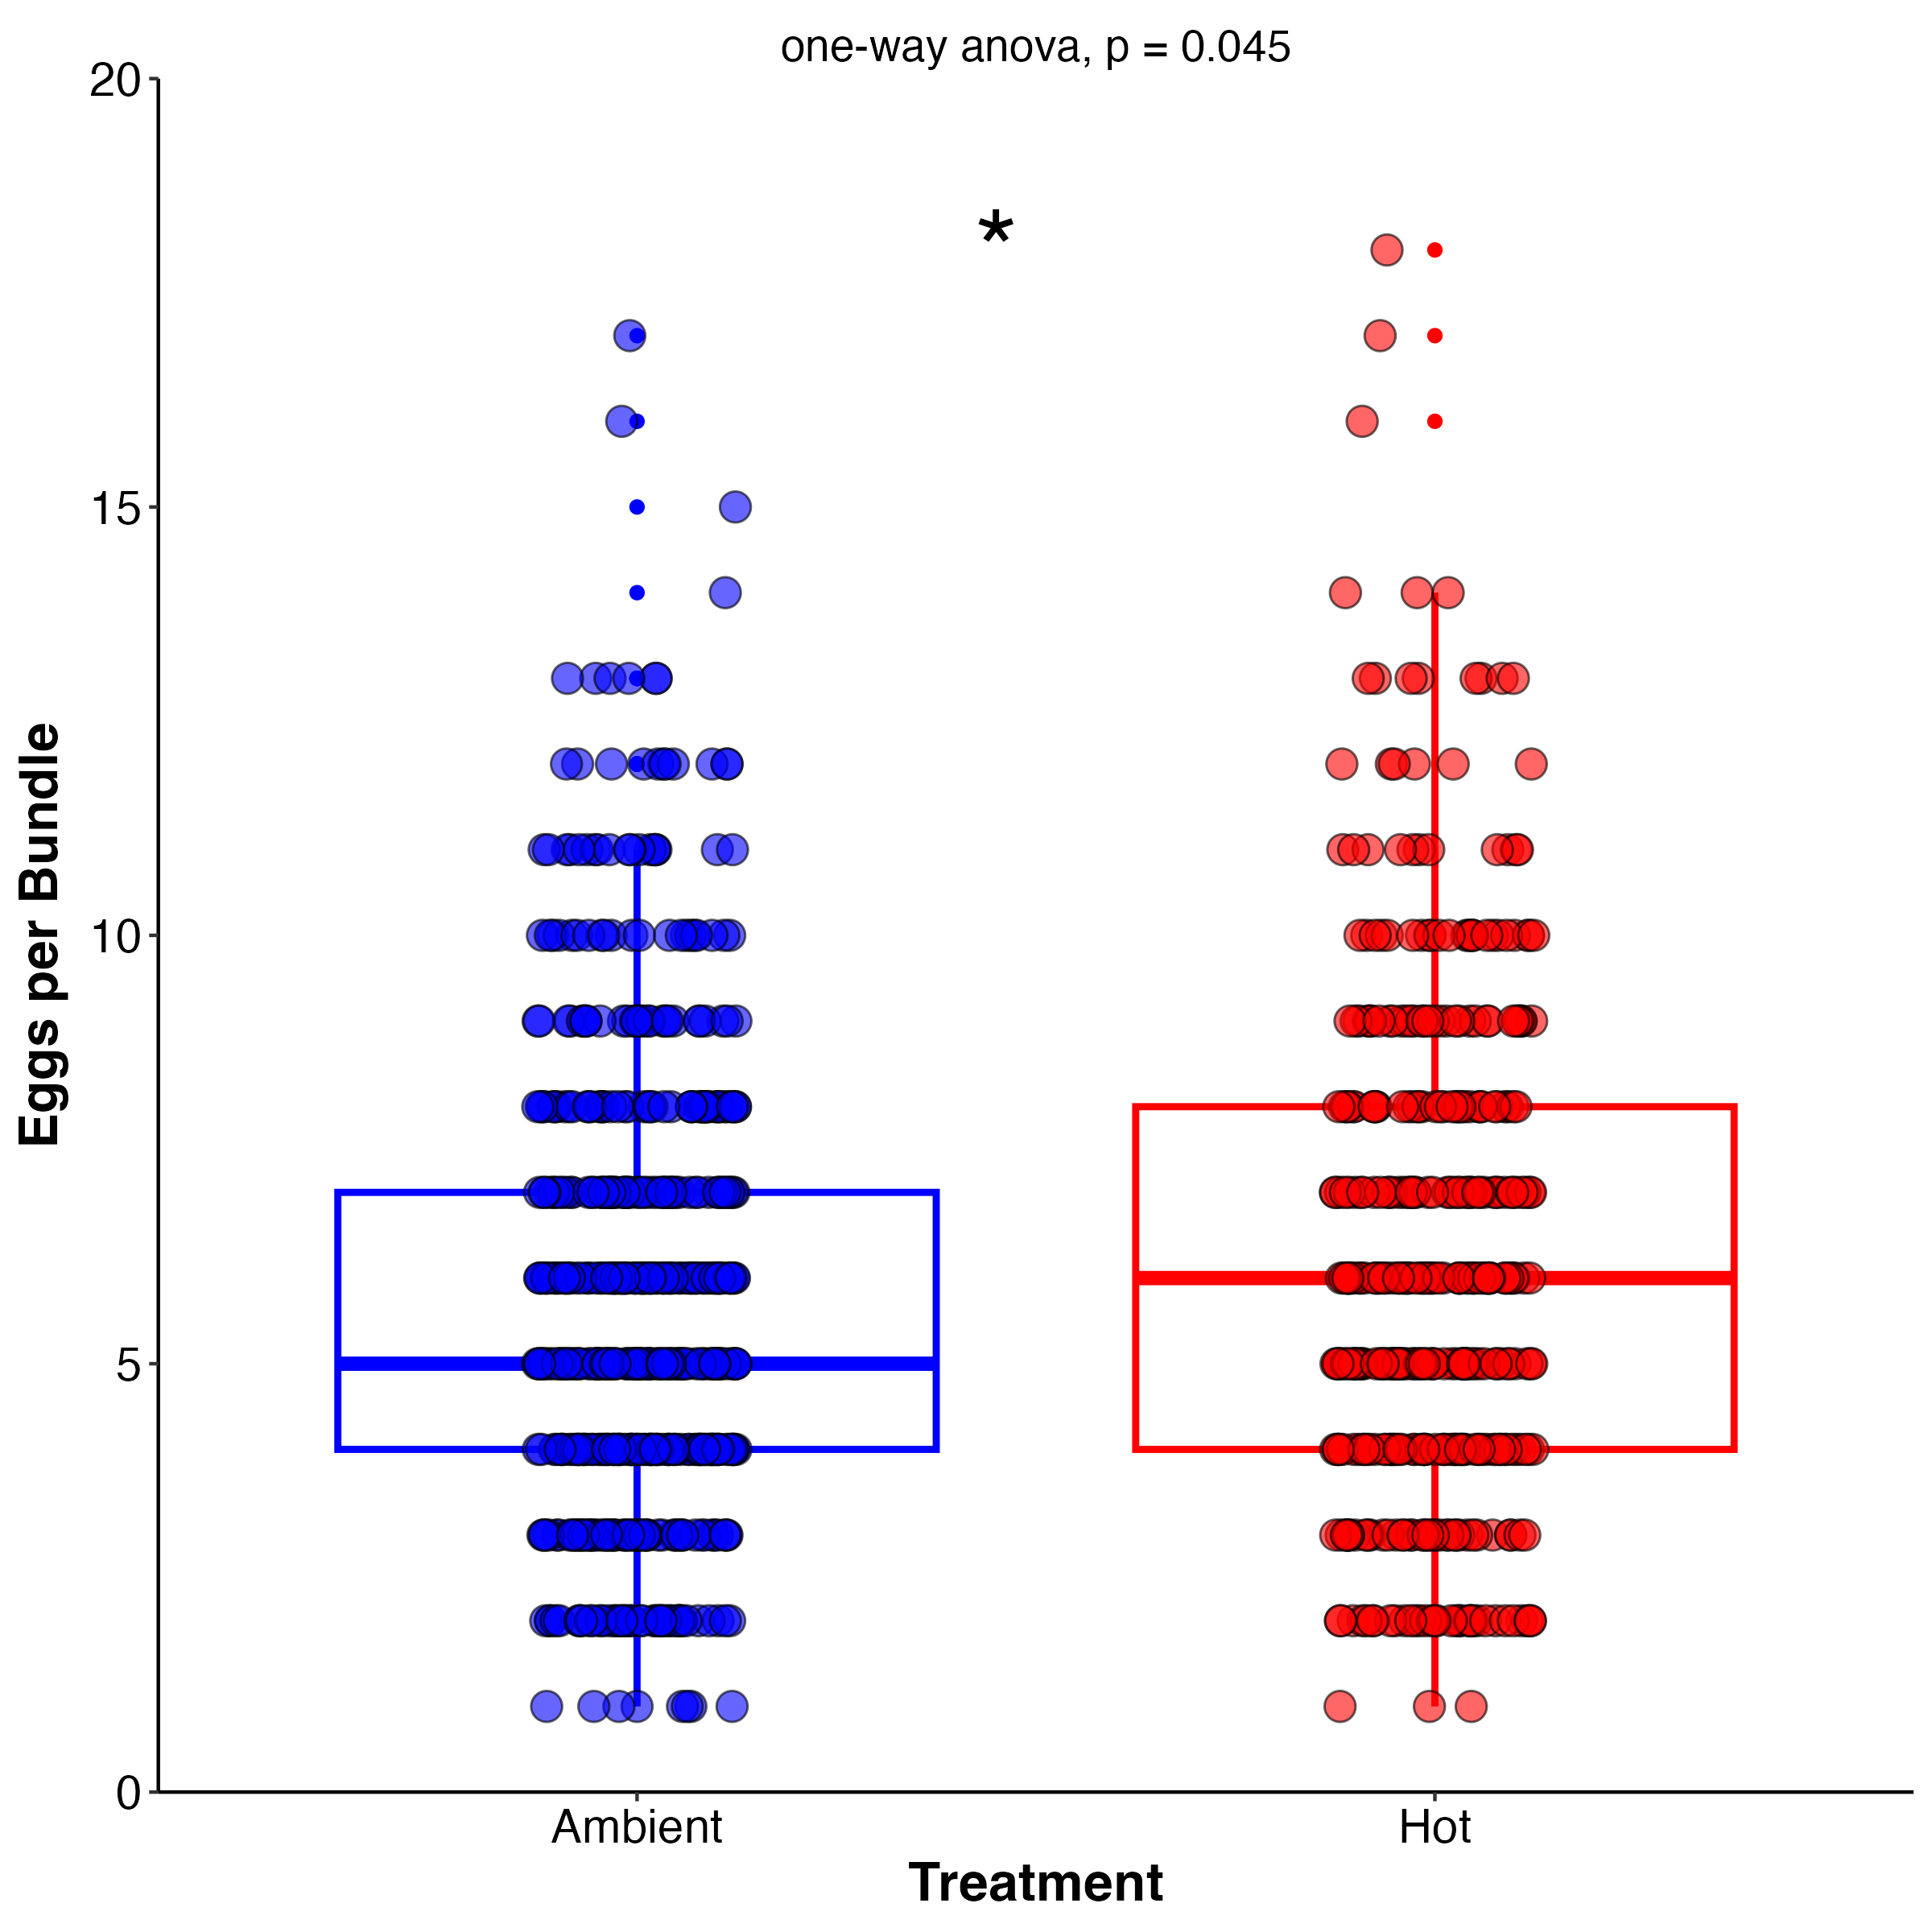 one-way anova, p = 0.045
20
*
15
10
5
0
Eggs per Bundle
Ambient Hot
Treatment